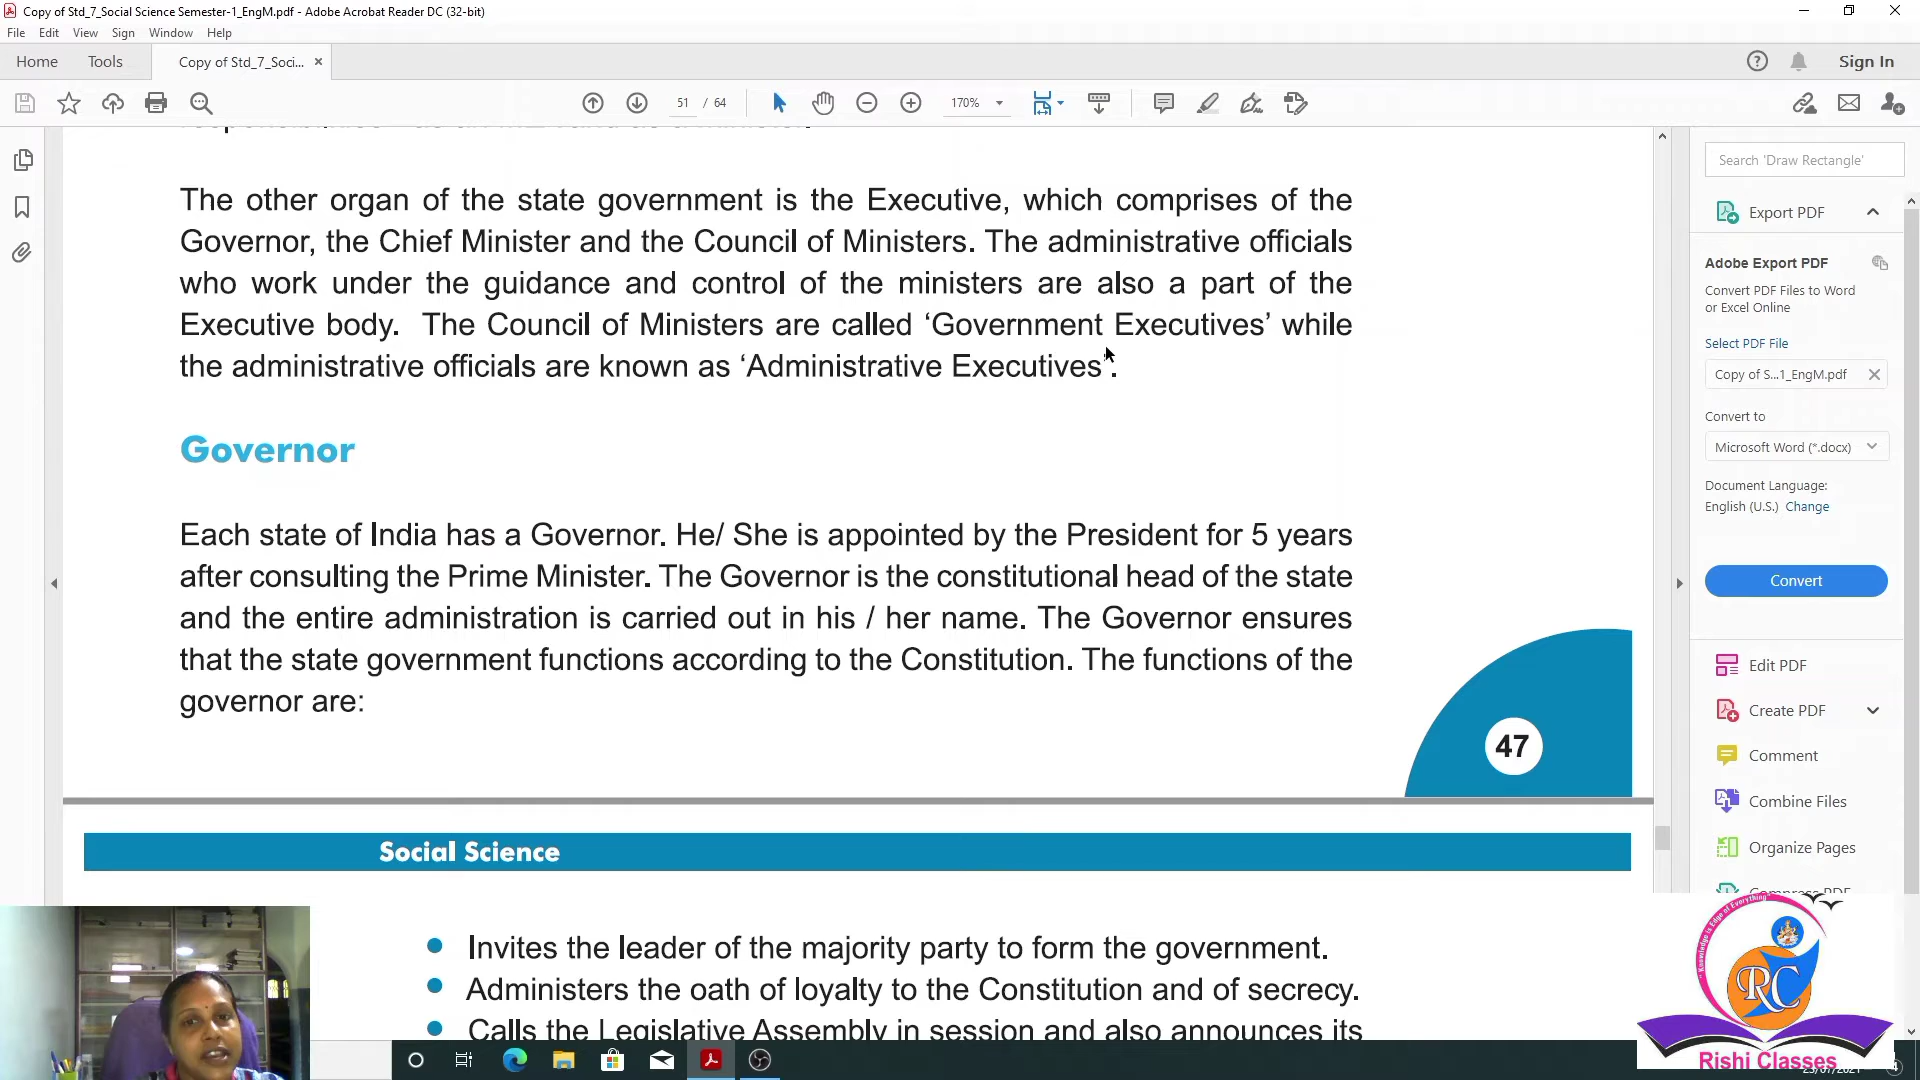 Copy of Std_7_Social Science Semester-1_EngM.pdf - Adobe Acrobat Reader DC (32-bit)
File Edit View Sign Window Help
Home Tools Copy of Std_7_Soci... ×
Sign In
51 / 64 170%
The other organ of the state government is the Executive, which comprises of the
Governor, the Chief Minister and the Council of Ministers. The administrative officials
who work under the guidance and control of the ministers are also a part of the
Executive body. The Council of Ministers are called ‘Government Executives’ while
the administrative officials are known as ‘Administrative Executives’.
Governor
Each state of India has a Governor. He/ She is appointed by the President for 5 years
after consulting the Prime Minister. The Governor is the constitutional head of the state
and the entire administration is carried out in his / her name. The Governor ensures
that the state government functions according to the Constitution. The functions of the
governor are:
47
Social Science
Invites the leader of the majority party to form the government.
Administers the oath of loyalty to the Constitution and of secrecy.
Calls the Legislative Assembly in session and also announces its
Search 'Draw Rectangle'
Export PDF
Adobe Export PDF
Convert PDF Files to Word
or Excel Online
Select PDF File
Copy of S...1_EngM.pdf
Convert to
Microsoft Word (*.docx)
Document Language:
English (U.S.) Change
Convert
Edit PDF
Create PDF
Comment
Combine Files
Organize Pages
Compress PDF
"Knowledge is Edge of Everything"
RC
Rishi Classes